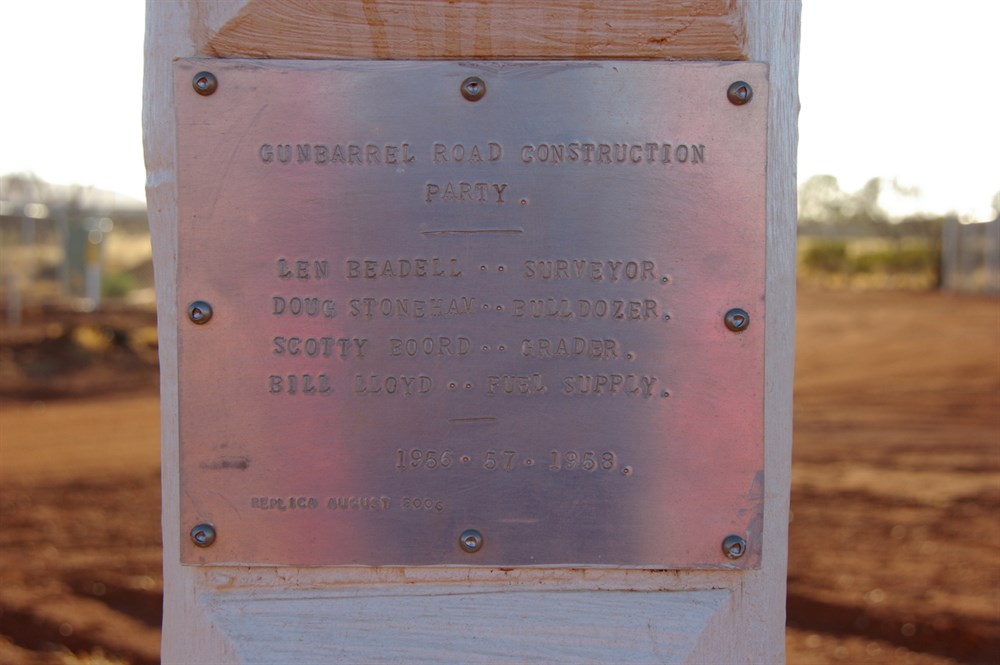 GUNBARREL ROAD CONSTRUCTION
PARTY.
LEN BEADELL .. SURVEYOR.
DOUG STONEHAM .. BULLDOZER.
SCOTTY BOORD .. GRADER.
BILL LLOYD .. FUEL SUPPLY.
1956 . 57 . 1958.
REPLICA AUGUST